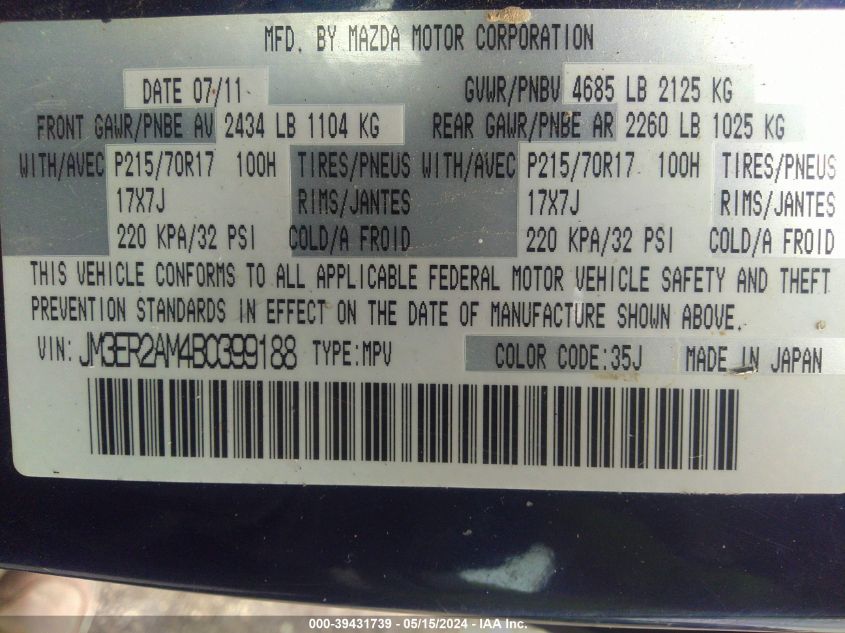 MFD. BY MAZDA MOTOR CORPORATION
DATE 07/11 GVWR/PNBV 4685 LB 2125 KG
FRONT GAWR/PNBE AV 2434 LB 1104 KG REAR GAWR/PNBE AR 2260 LB 1025 KG
WITH/AVEC P215/70R17 100H TIRES/PNEUS WITH/AVEC P215/70R17 100H TIRES/PNEUS
17X7J RIMS/JANTES 17X7J RIMS/JANTES
220 KPA/32 PSI COLD/A FROID 220 KPA/32 PSI COLD/A FROID
THIS VEHICLE CONFORMS TO ALL APPLICABLE FEDERAL MOTOR VEHICLE SAFETY AND THEFT
PREVENTION STANDARDS IN EFFECT ON THE DATE OF MANUFACTURE SHOWN ABOVE.
VIN: JM3ER2AM4B0399188 TYPE:MPV COLOR CODE:35J MADE IN JAPAN
000-39431739 - 05/15/2024 - IAA Inc.